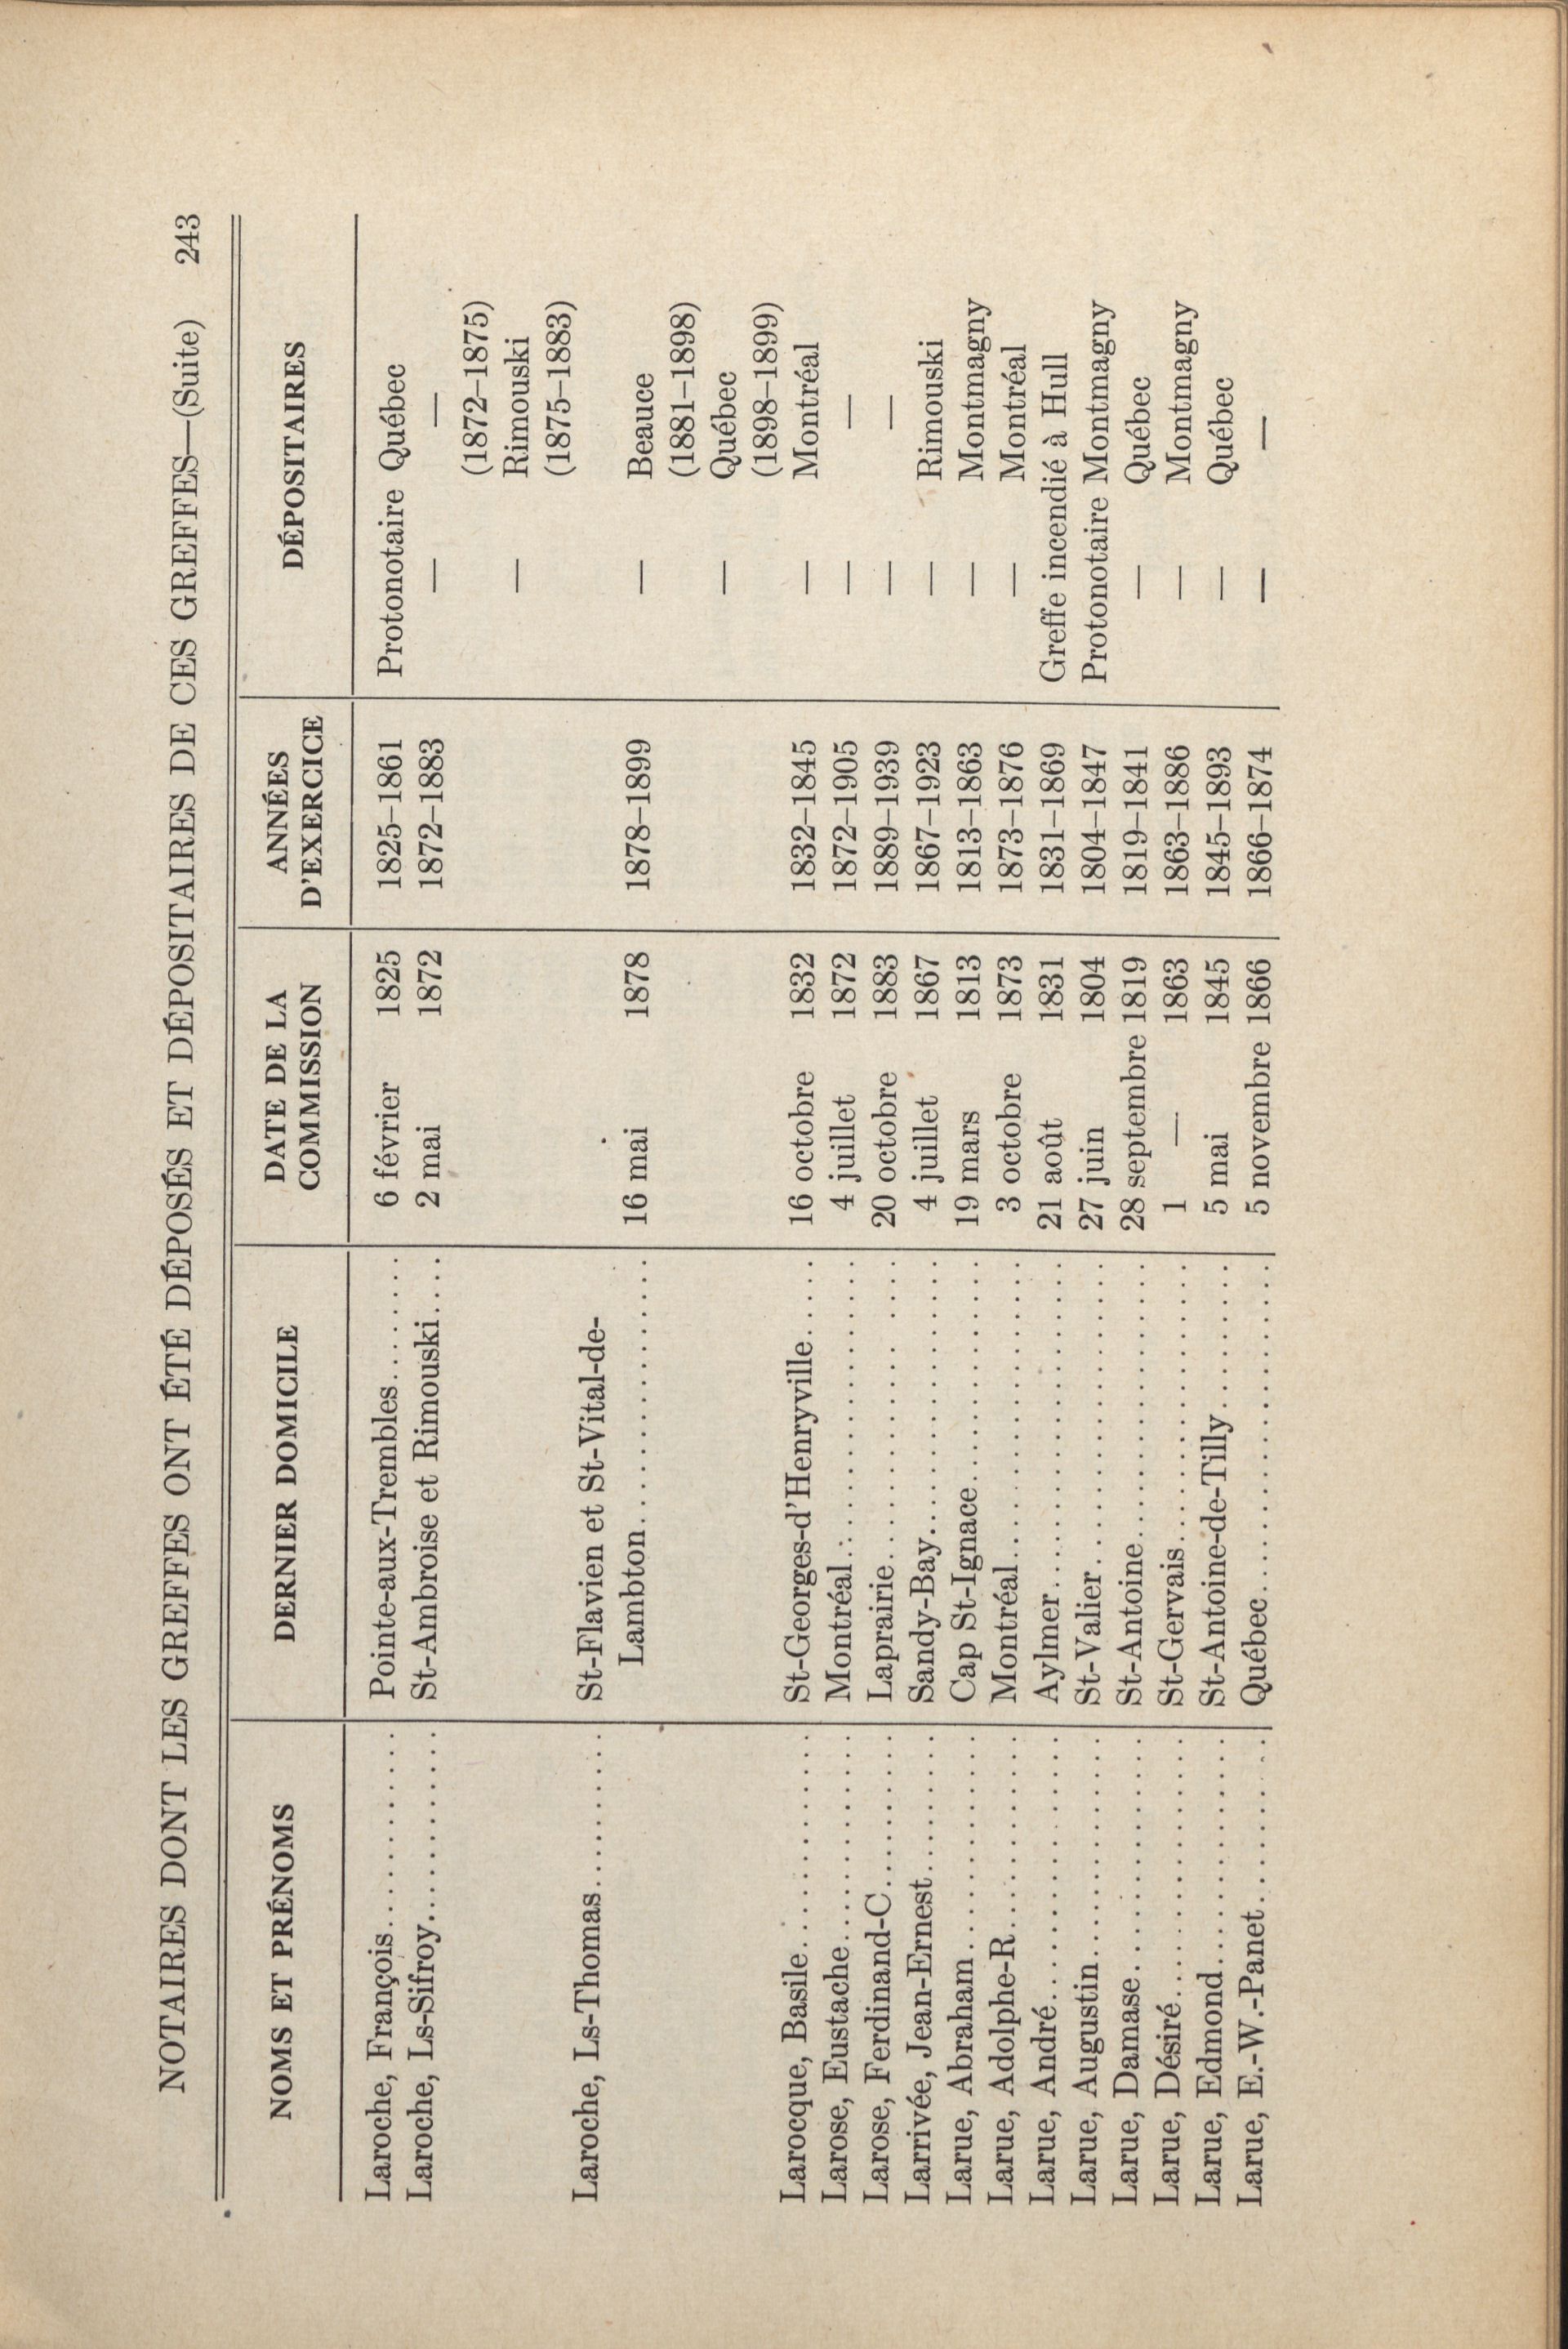 NOTAIRES DONT LES GREFFES ONT ÉTÉ DÉPOSÉS ET DÉPOSITAIRES DE CES GREFFES—(Suite) 243
NOMS ET PRÉNOMS DERNIER DOMICILE DATE DE LA COMMISSION ANNÉES D'EXERCICE DÉPOSITAIRES
Laroche, François............ Pointe-aux-Trembles....... 6 février 1825 1825–1861 Protonotaire Québec
Laroche, Ls-Sifroy............ St-Ambroise et Rimouski.... 2 mai 1872 1872–1883 — —
(1872–1875)
— Rimouski
(1875–1883)
Laroche, Ls-Thomas.......... St-Flavien et St-Vital-de-
Lambton................ 16 mai 1878 1878–1899 — Beauce
(1881–1898)
— Québec
(1898–1899)
Larocque, Basile............. St-Georges-d'Henryville..... 16 octobre 1832 1832–1845 — Montréal
Larose, Eustache............. Montréal.................. 4 juillet 1872 1872–1905 — —
Larose, Ferdinand-C.......... Laprairie.................. 20 octobre 1883 1889–1939 — —
Larrivée, Jean-Ernest......... Sandy-Bay................ 4 juillet 1867 1867–1923 — Rimouski
Larue, Abraham............. Cap St-Ignace............. 19 mars 1813 1813–1863 — Montmagny
Larue, Adolphe-R............ Montréal.................. 3 octobre 1873 1873–1876 — Montréal
Larue, André................ Aylmer................... 21 août 1831 1831–1869 Greffe incendié à Hull
Larue, Augustin............. St-Valier.................. 27 juin 1804 1804–1847 Protonotaire Montmagny
Larue, Damase.............. St-Antoine................ 28 septembre 1819 1819–1841 — Québec
Larue, Désiré................ St-Gervais................ 1 — 1863 1863–1886 — Montmagny
Larue, Edmond.............. St-Antoine-de-Tilly......... 5 mai 1845 1845–1893 — Québec
Larue, E.-W.-Panet........... Québec................... 5 novembre 1866 1866–1874 — —